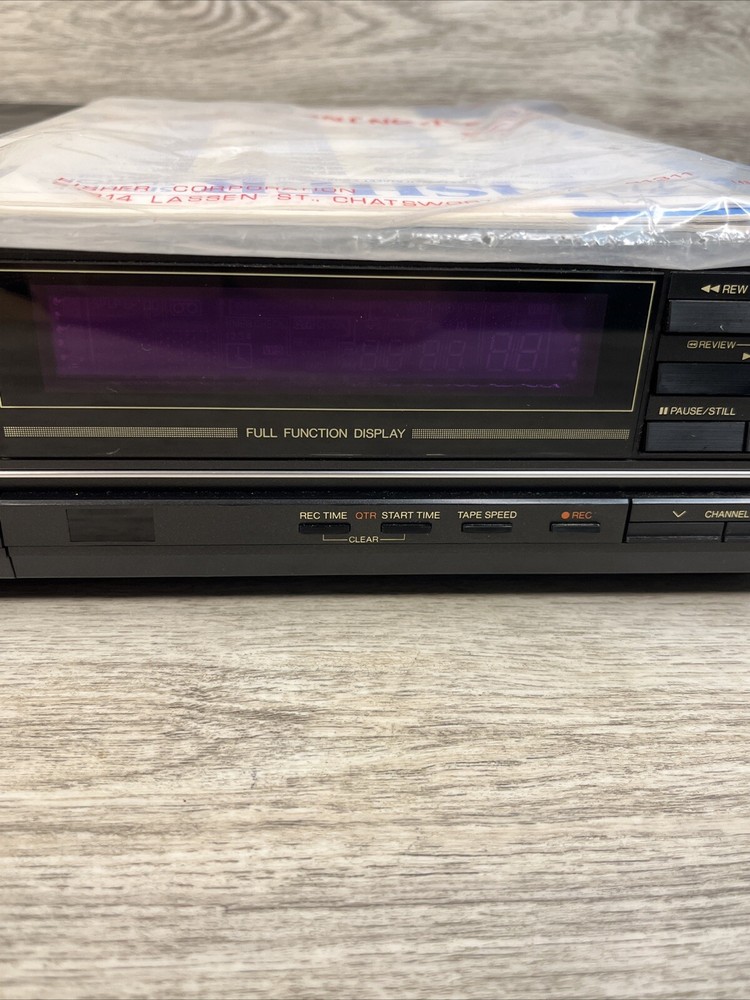 FISHER CORPORATION
LASSEN ST., CHATSWO
91311
◀◀ REW
REVIEW
FULL FUNCTION DISPLAY
PAUSE/STILL
REC TIME QTR START TIME TAPE SPEED ● REC CHANNEL
CLEAR